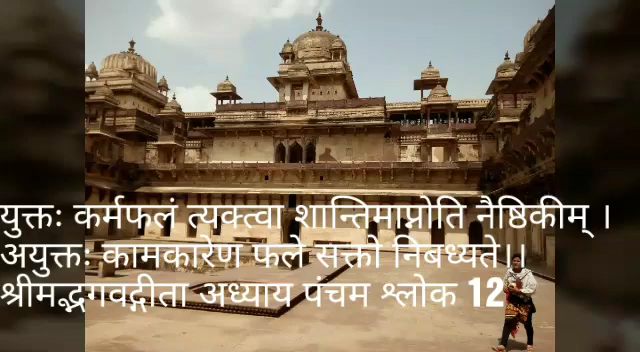 युक्तः कर्मफलं त्यक्त्वा शान्तिमाप्नोति नैष्ठिकीम् ।
अयुक्तः कामकारेण फले सक्तो निबध्यते।।
श्रीमद्भगवद्गीता अध्याय पंचम श्लोक 12